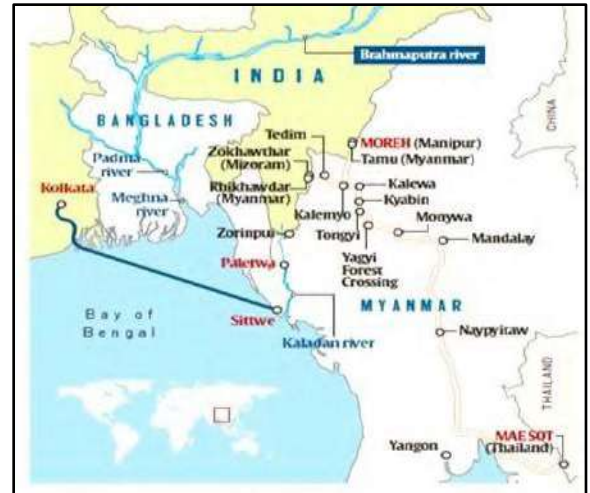 Brahmaputra river
INDIA
CHINA
BANGLADESH
Tedim
MOREH (Manipur)
Zokhawthar
(Mizoram)
Tamu (Myanmar)
Padma
river
Kolkata
Rhikhawdar
(Myanmar)
Kalewa
Meghna
river
Kyabin
Kalemyo
Monywa
Zorinpui
Tongyi
Mandalay
Yagyi
Forest
Crossing
Paletwa
MYANMAR
Bay of
Bengal
Sittwe
Kaladan river
Naypyitaw
THAILAND
MAE SOT
(Thailand)
Yangon